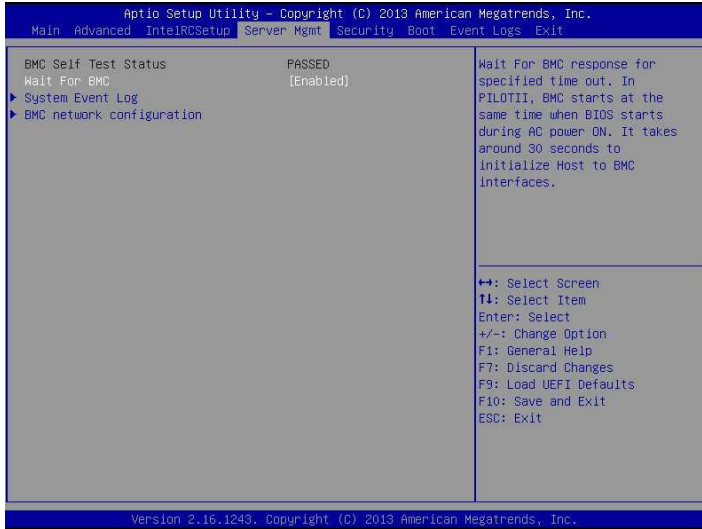 Aptio Setup Utility – Copyright (C) 2013 American Megatrends, Inc.
Main Advanced IntelRCSetup Server Mgmt Security Boot Event Logs Exit
BMC Self Test Status PASSED
Wait For BMC [Enabled]
System Event Log
BMC network configuration
Wait For BMC response for
specified time out. In
PILOTII, BMC starts at the
same time when BIOS starts
during AC power ON. It takes
around 30 seconds to
initialize Host to BMC
interfaces.
↔: Select Screen
↑↓: Select Item
Enter: Select
+/-: Change Option
F1: General Help
F7: Discard Changes
F9: Load UEFI Defaults
F10: Save and Exit
ESC: Exit
Version 2.16.1243. Copyright (C) 2013 American Megatrends, Inc.